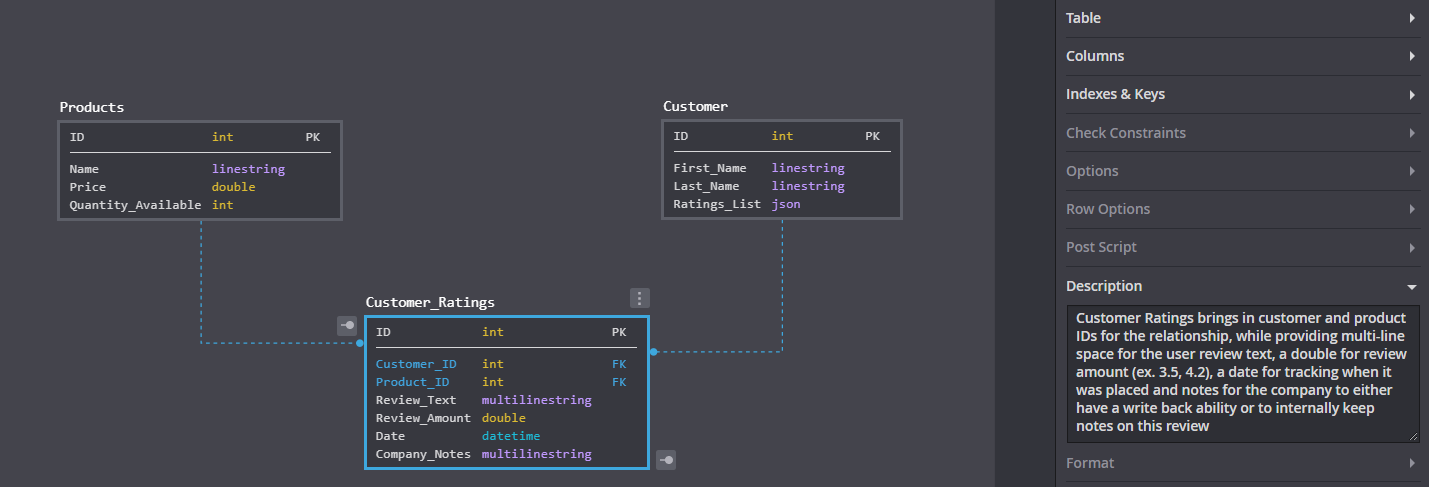 Products
ID int PK
Name linestring
Price double
Quantity_Available int
Customer
ID int PK
First_Name linestring
Last_Name linestring
Ratings_List json
Customer_Ratings
ID int PK
Customer_ID int FK
Product_ID int FK
Review_Text multilinestring
Review_Amount double
Date datetime
Company_Notes multilinestring
Table
Columns
Indexes & Keys
Check Constraints
Options
Row Options
Post Script
Description
Customer Ratings brings in customer and product
IDs for the relationship, while providing multi-line
space for the user review text, a double for review
amount (ex. 3.5, 4.2), a date for tracking when it
was placed and notes for the company to either
have a write back ability or to internally keep
notes on this review
Format